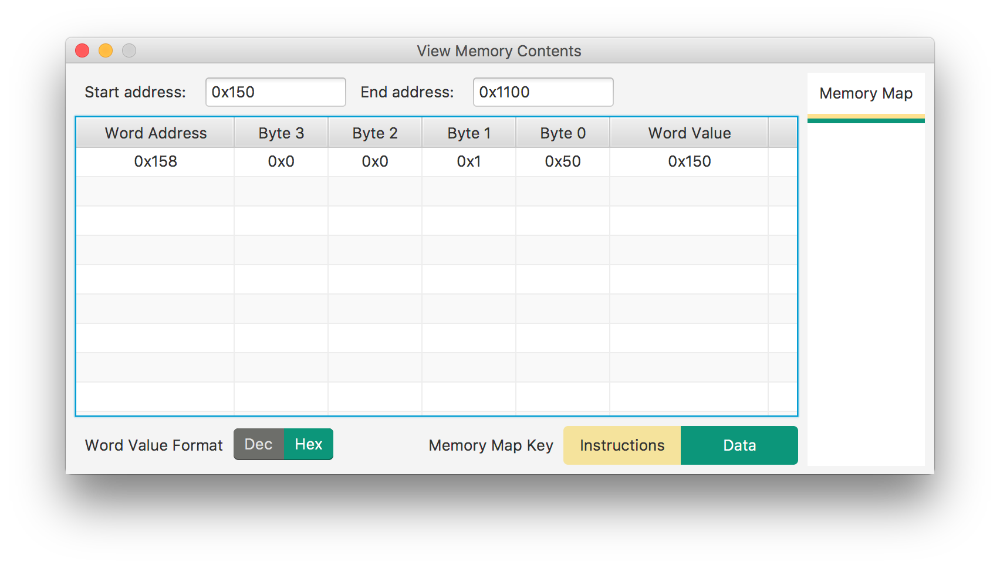 View Memory Contents
Start address: 0x150 End address: 0x1100
Memory Map
Word Address Byte 3 Byte 2 Byte 1 Byte 0 Word Value
0x158 0x0 0x0 0x1 0x50 0x150
Word Value Format Dec Hex Memory Map Key Instructions Data